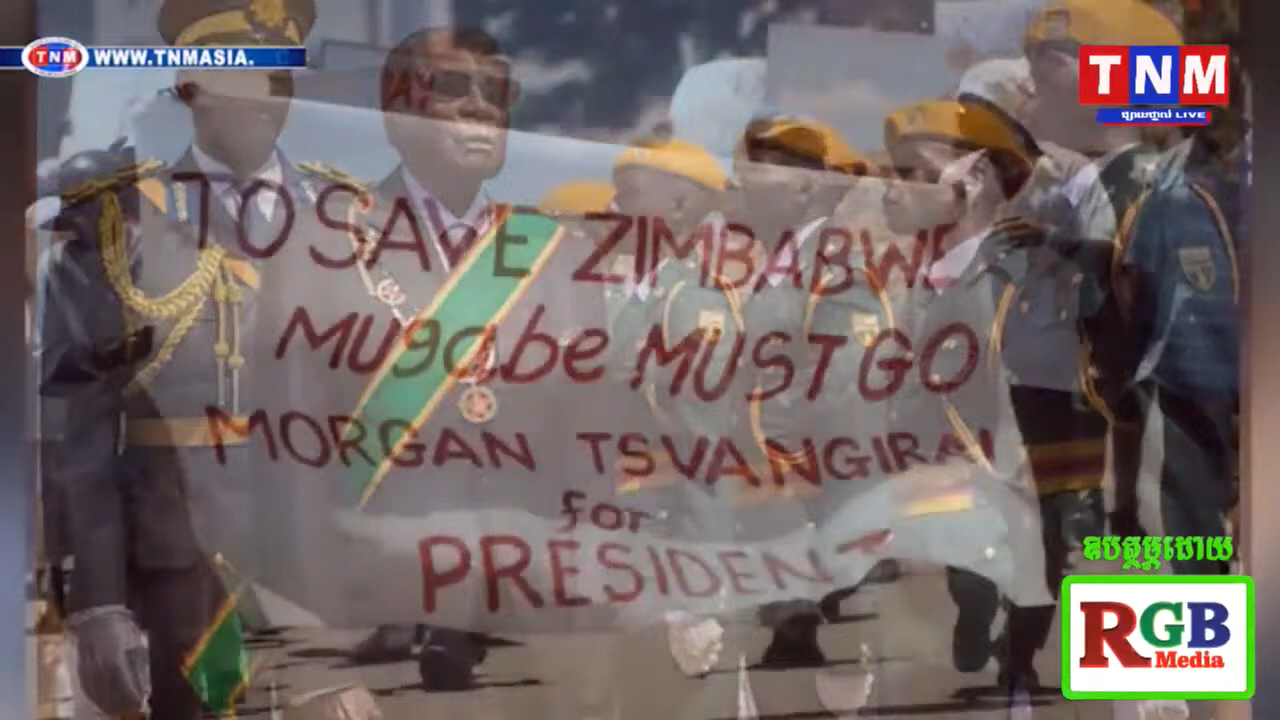 TNM WWW.TNMASIA.
TNM
ផ្សាយផ្ទាល់ LIVE
TO SAVE ZIMBABWE
Mugabe MUST GO
MORGAN TSVANGIRAI
for
PRESIDENT
ឧបត្ថម្ភដោយ
RGB
Media